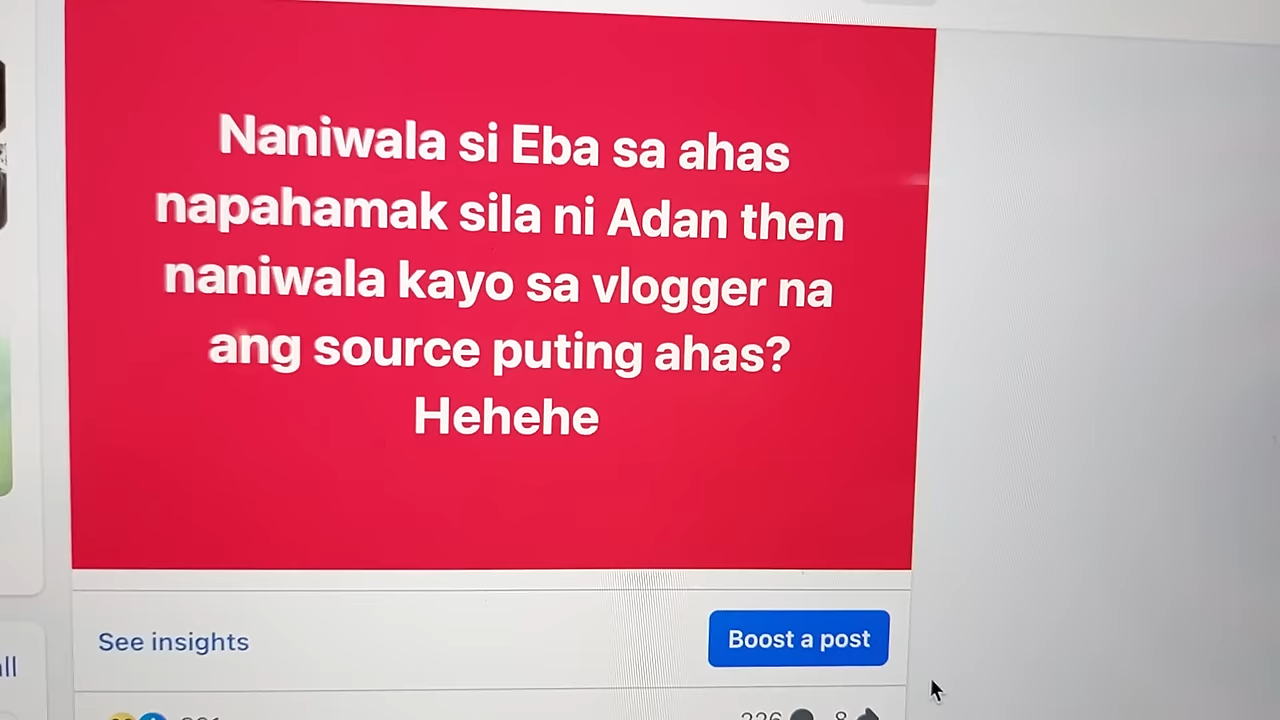 Naniwala si Eba sa ahas
napahamak sila ni Adan then
naniwala kayo sa vlogger na
ang source puting ahas?
Hehehe
See insights
Boost a post